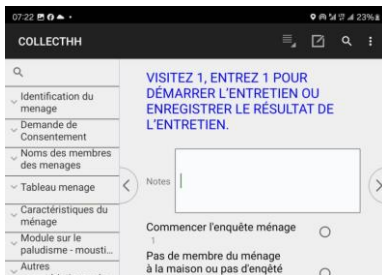 07:22
23%
COLLECTHH
Identification du
menage
Demande de
Consentement
Noms des membres
des menages
Tableau menage
Caractéristiques du
ménage
Module sur le
paludisme - mousti...
Autres
VISITEZ 1, ENTREZ 1 POUR
DÉMARRER L'ENTRETIEN OU
ENREGISTRER LE RÉSULTAT DE
L'ENTRETIEN.
Notes
Commencer l'enquête ménage
1
Pas de membre du ménage
à la maison ou pas d'enqêté